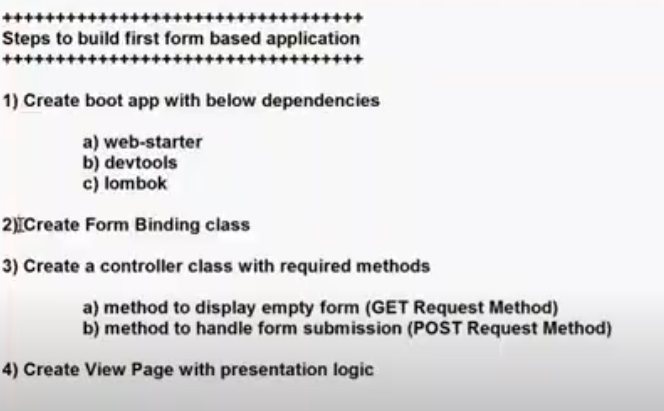 ++++++++++++++++++++++++++++++++++
Steps to build first form based application
++++++++++++++++++++++++++++++++++
1) Create boot app with below dependencies
a) web-starter
b) devtools
c) lombok
2) Create Form Binding class
3) Create a controller class with required methods
a) method to display empty form (GET Request Method)
b) method to handle form submission (POST Request Method)
4) Create View Page with presentation logic